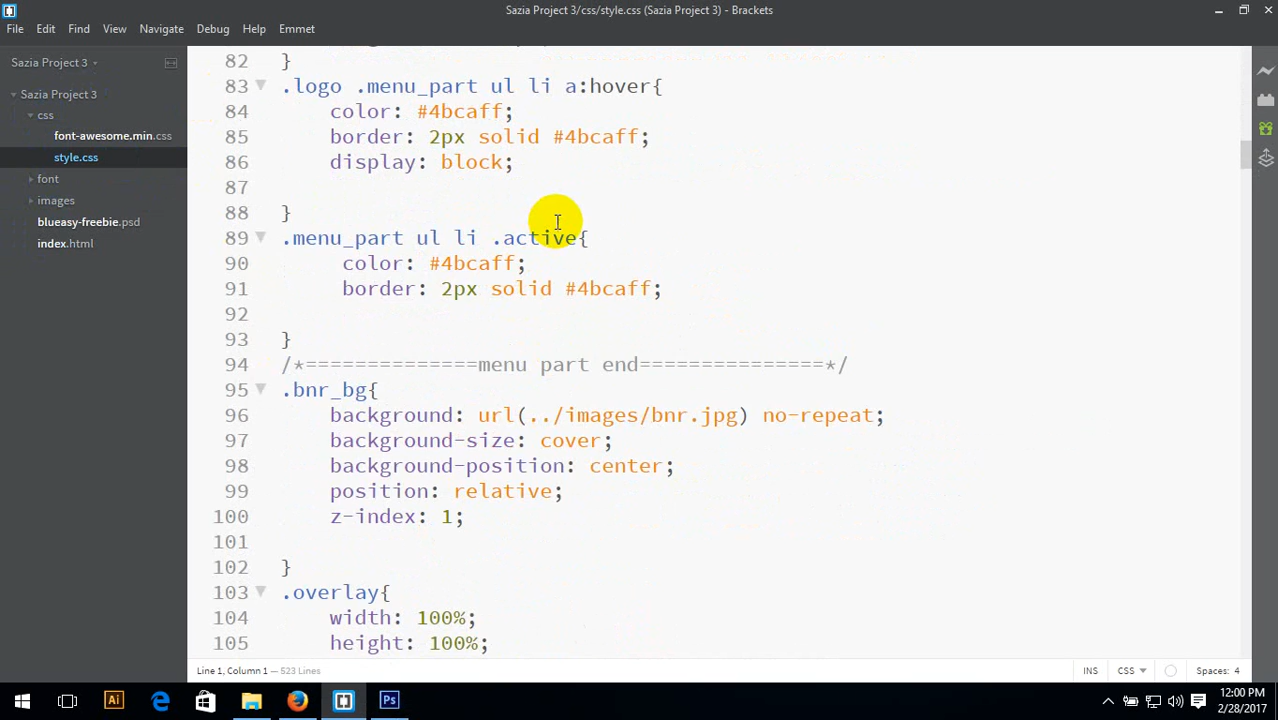 Sazia Project 3/css/style.css (Sazia Project 3) - Brackets
File Edit Find View Navigate Debug Help Emmet
Sazia Project 3
Sazia Project 3
css
font-awesome.min.css
style.css
font
images
blueasy-freebie.psd
index.html
82 }
83 .logo .menu_part ul li a:hover{
84 color: #4bcaff;
85 border: 2px solid #4bcaff;
86 display: block;
87
88 }
89 .menu_part ul li .active{
90 color: #4bcaff;
91 border: 2px solid #4bcaff;
92
93 }
94 /*==============menu part end===============*/
95 .bnr_bg{
96 background: url(../images/bnr.jpg) no-repeat;
97 background-size: cover;
98 background-position: center;
99 position: relative;
100 z-index: 1;
101
102 }
103 .overlay{
104 width: 100%;
105 height: 100%;
Line 1, Column 1 — 523 Lines
INS CSS Spaces: 4
Ai Ps
12:00 PM
2/28/2017